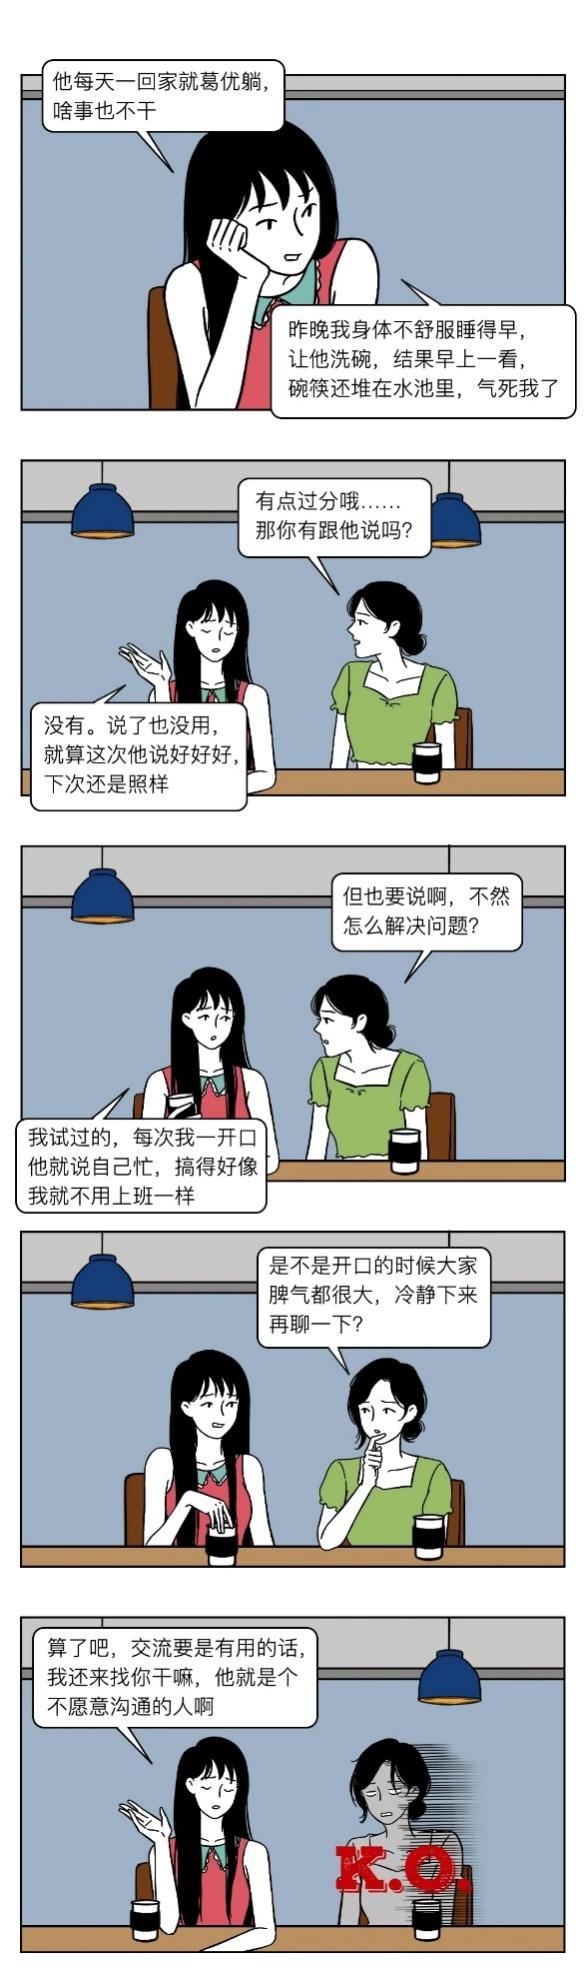 他每天一回家就葛优躺，
啥事也不干
昨晚我身体不舒服睡得早，
让他洗碗，结果早上一看，
碗筷还堆在水池里，气死我了
有点过分哦……
那你有跟他说吗？
没有。说了也没用，
就算这次他说好好好，
下次还是照样
但也要说啊，不然
怎么解决问题？
我试过的，每次我一开口
他就说自己忙，搞得好像
我就不用上班一样
是不是开口的时候大家
脾气都很大，冷静下来
再聊一下？
算了吧，交流要是有用的话，
我还来找你干嘛，他就是个
不愿意沟通的人啊
K.O.